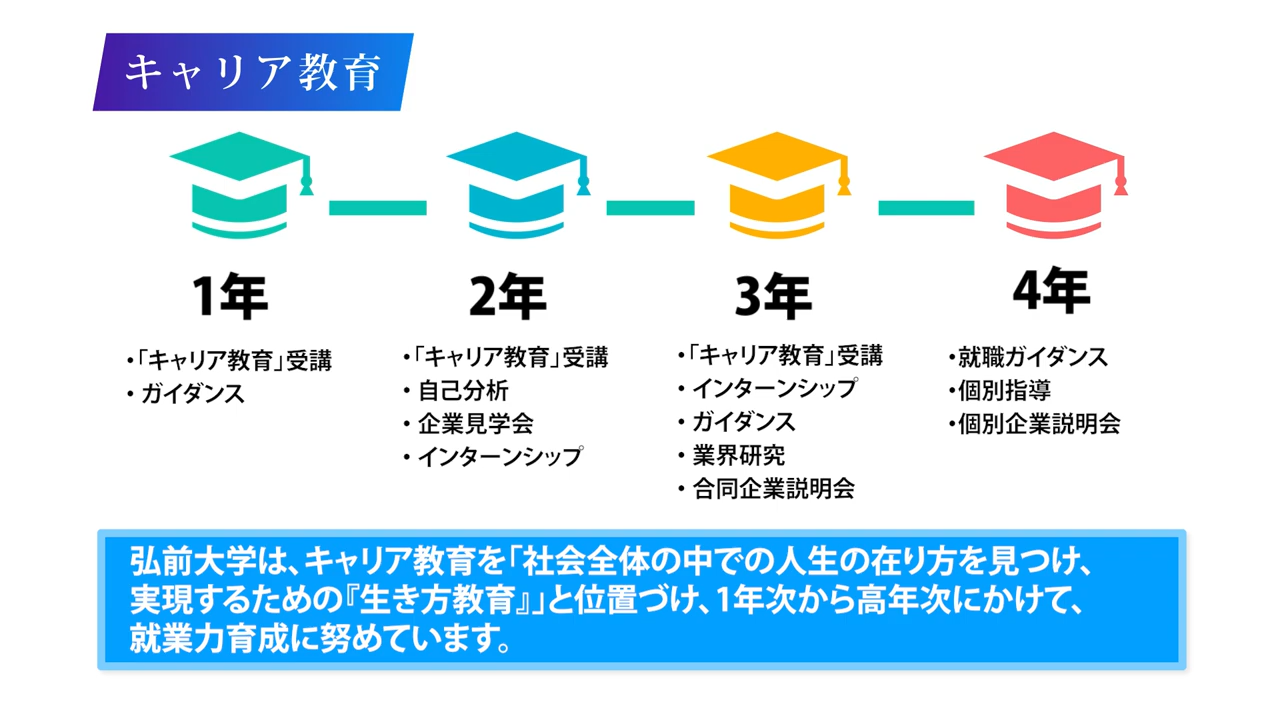 キャリア教育
1年
・「キャリア教育」受講
・ガイダンス
2年
・「キャリア教育」受講
・自己分析
・企業見学会
・インターンシップ
3年
・「キャリア教育」受講
・インターンシップ
・ガイダンス
・業界研究
・合同企業説明会
4年
・就職ガイダンス
・個別指導
・個別企業説明会
弘前大学は、キャリア教育を「社会全体の中での人生の在り方を見つけ、
実現するための『生き方教育』」と位置づけ、1年次から高年次にかけて、
就業力育成に努めています。